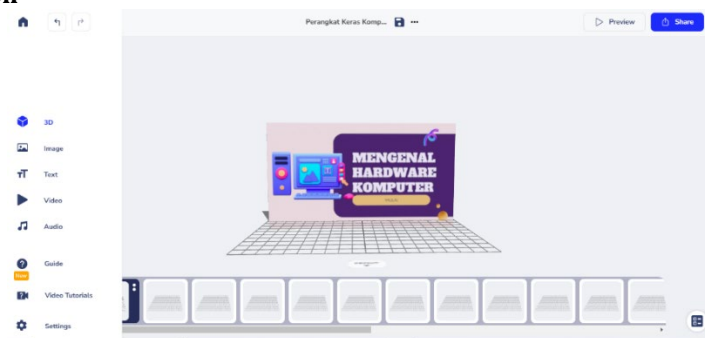 Perangkat Keras Komp... •••
Preview
Share
3D
Image
Text
Video
Audio
Guide
New
Video Tutorials
Settings
MENGENAL
HARDWARE
KOMPUTER